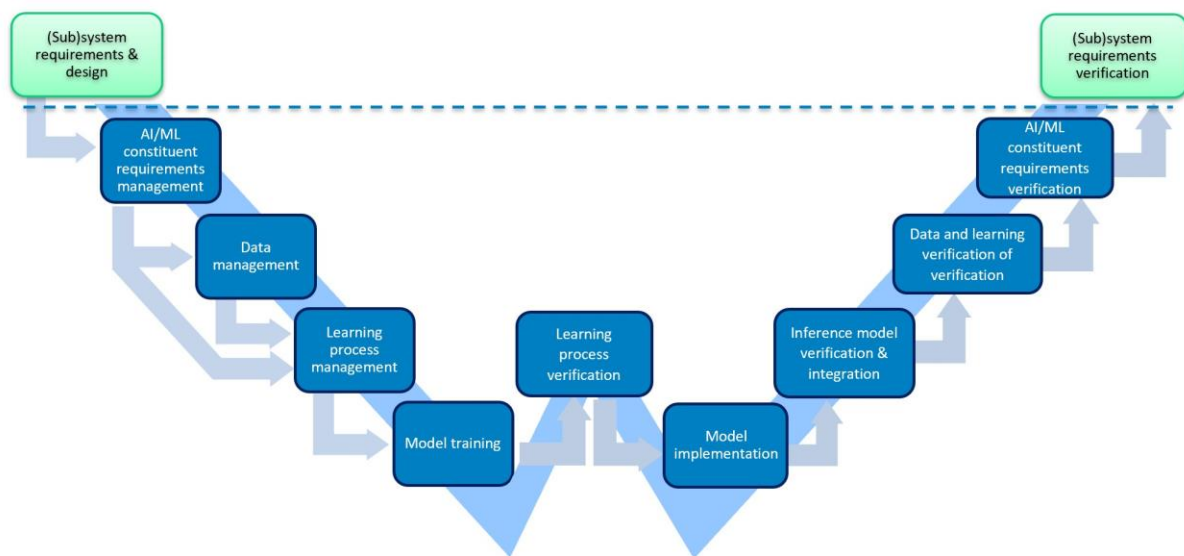 (Sub)system
requirements &
design
(Sub)system
requirements
verification
AI/ML
constituent
requirements
management
AI/ML
constituent
requirements
verification
Data
management
Data and learning
verification of
verification
Learning
process
management
Learning
process
verification
Inference model
verification &
integration
Model training
Model
implementation